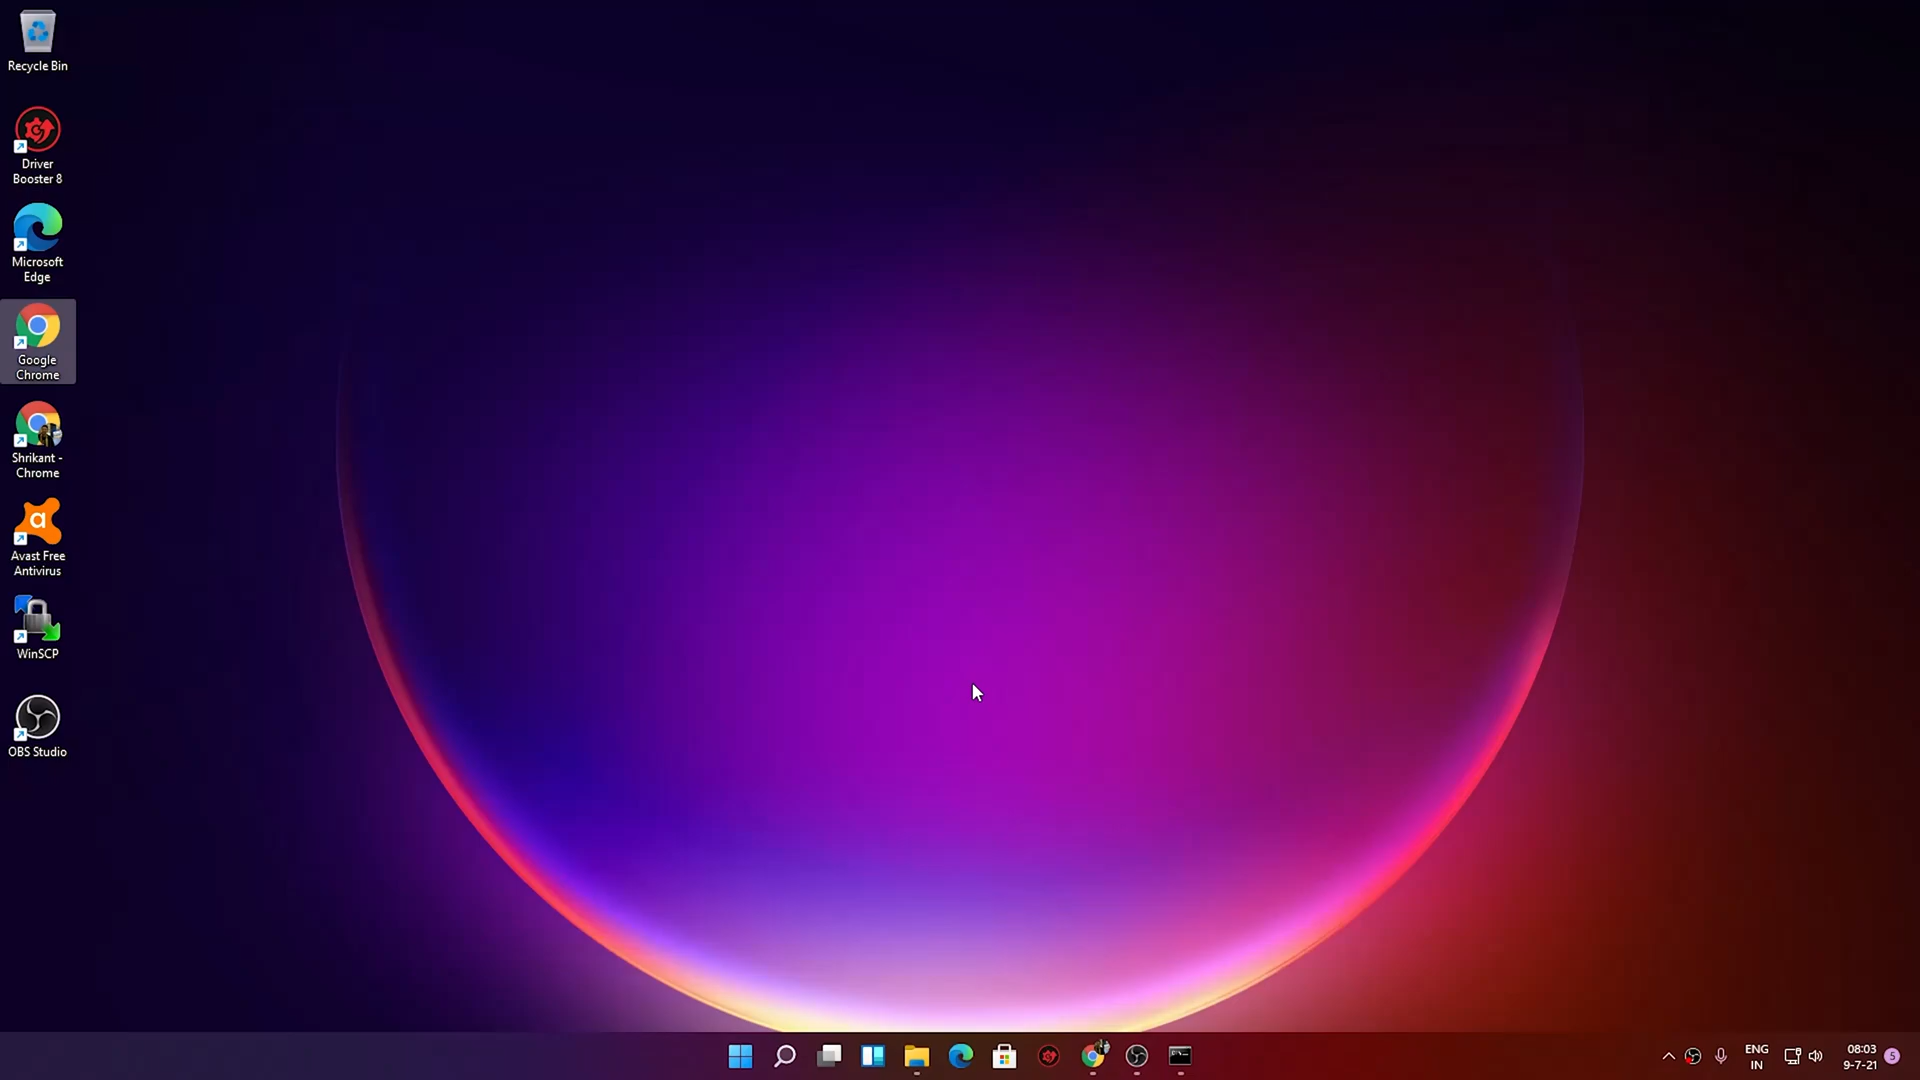 Recycle Bin
Driver
Booster 8
Microsoft
Edge
Google
Chrome
Shrikant -
Chrome
a
Avast Free
Antivirus
WinSCP
OBS Studio
ENG
IN
08:03
9-7-21
5